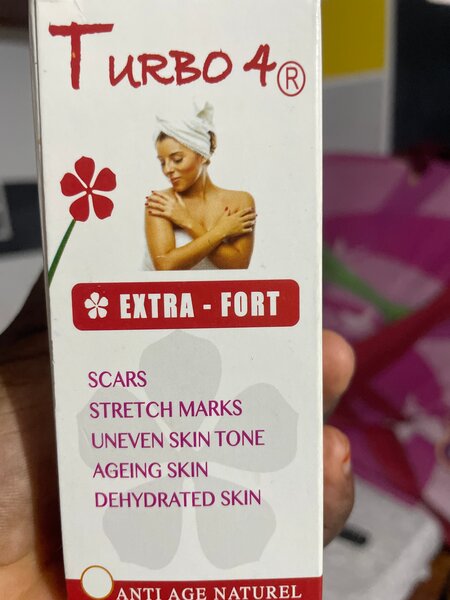 TURBO 4®
EXTRA - FORT
SCARS
STRETCH MARKS
UNEVEN SKIN TONE
AGEING SKIN
DEHYDRATED SKIN
ANTI AGE NATUREL